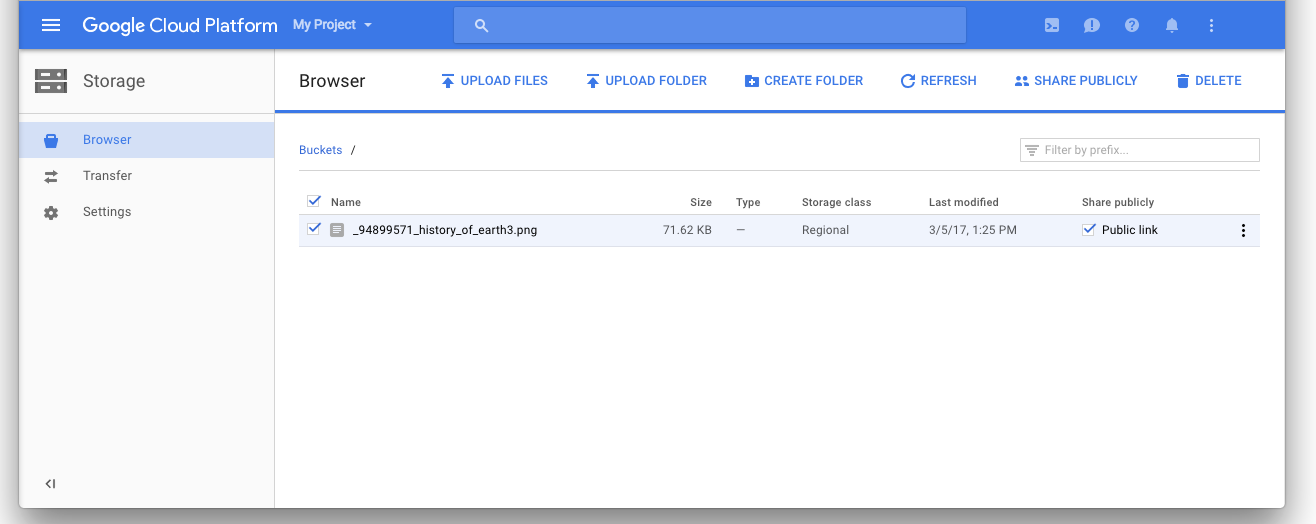 Google Cloud Platform My Project
Storage
Browser UPLOAD FILES UPLOAD FOLDER CREATE FOLDER REFRESH SHARE PUBLICLY DELETE
Browser
Transfer
Settings
Buckets /
Filter by prefix...
Name Size Type Storage class Last modified Share publicly
_94899571_history_of_earth3.png 71.62 KB — Regional 3/5/17, 1:25 PM Public link